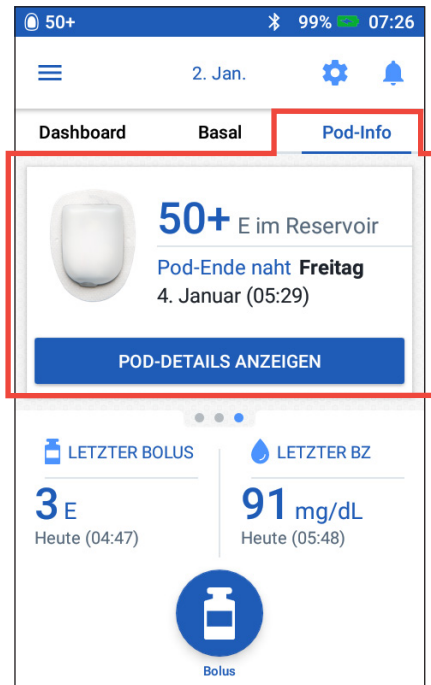 50+ 99% 07:26
2. Jan.
Dashboard Basal Pod-Info
50+ E im Reservoir
Pod-Ende naht Freitag
4. Januar (05:29)
POD-DETAILS ANZEIGEN
LETZTER BOLUS LETZTER BZ
3 E 91 mg/dL
Heute (04:47) Heute (05:48)
Bolus